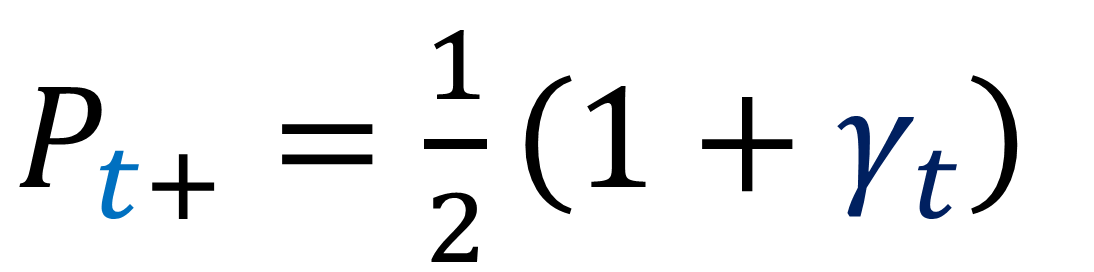 $P_{t+} = \frac{1}{2}(1 + \gamma_t)$